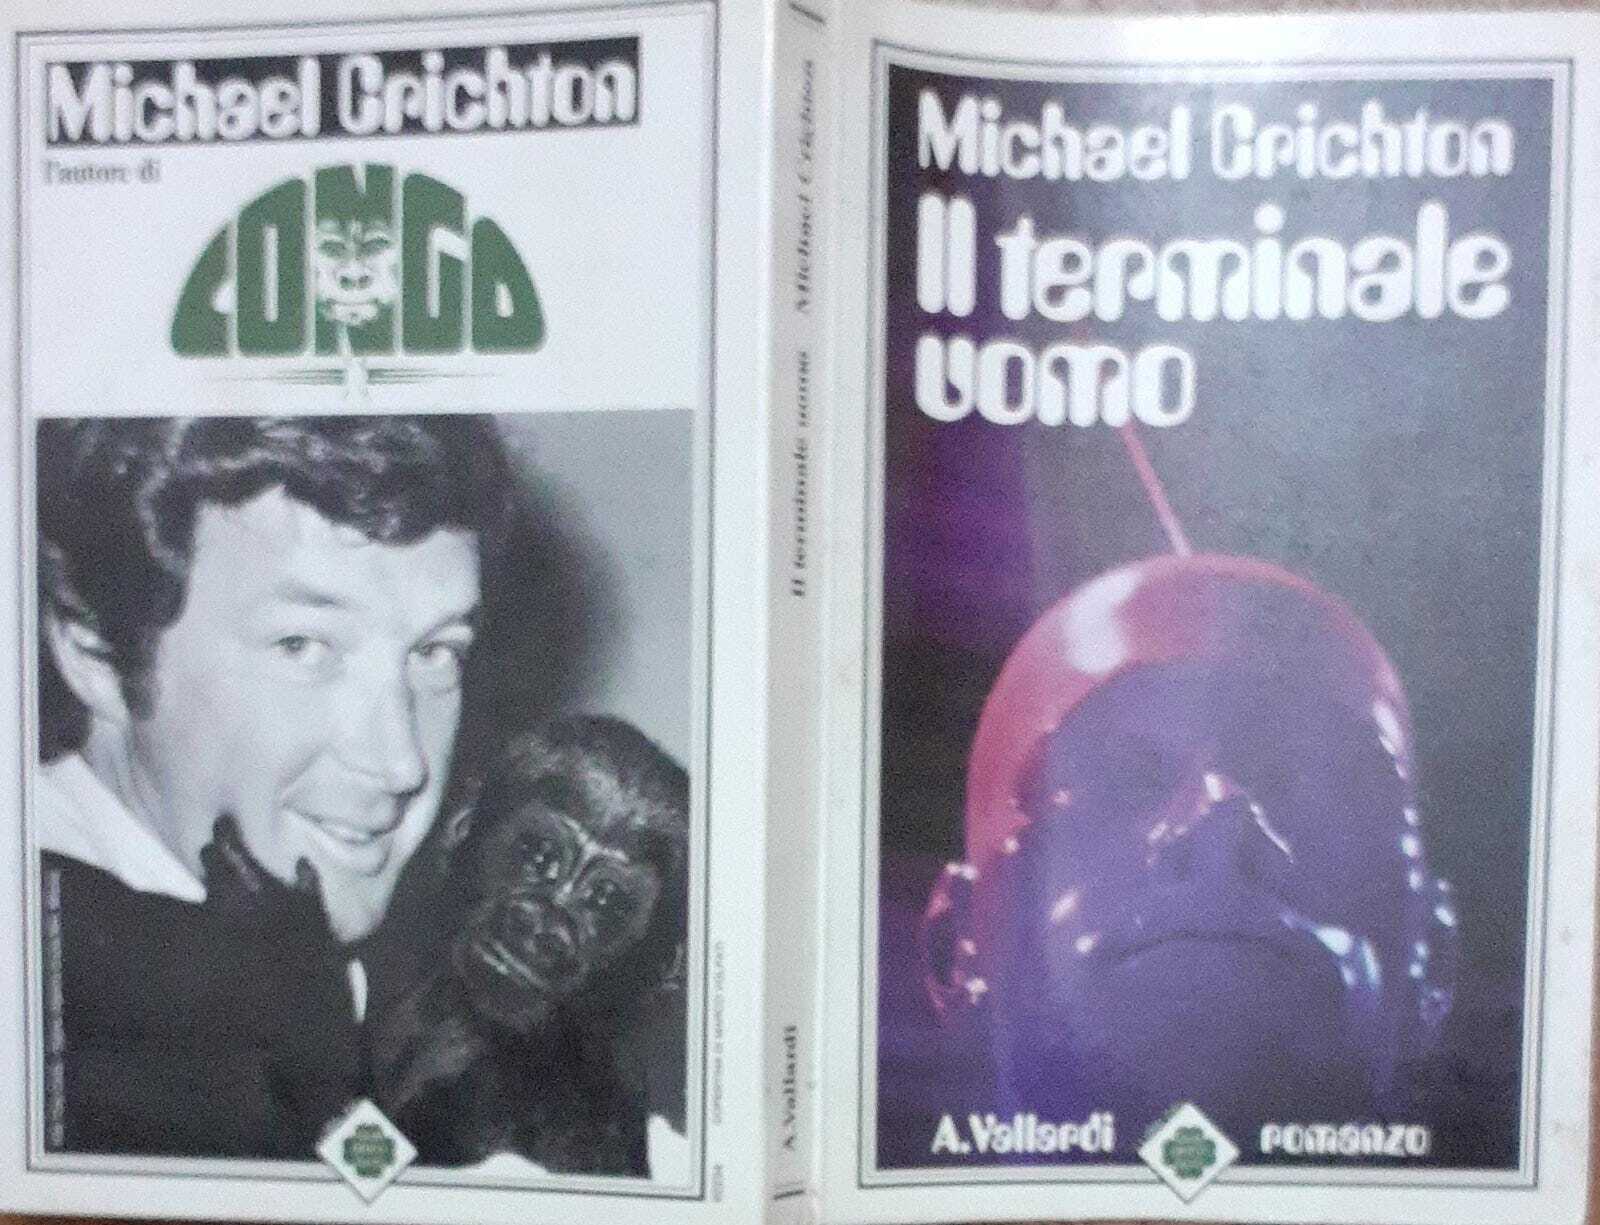 Michael Crichton
l'autore di
CONGO
Il terminale uomo Michael Crichton
A.Vallardi
Michael Crichton
Il terminale
uomo
A.Vallardi romanzo